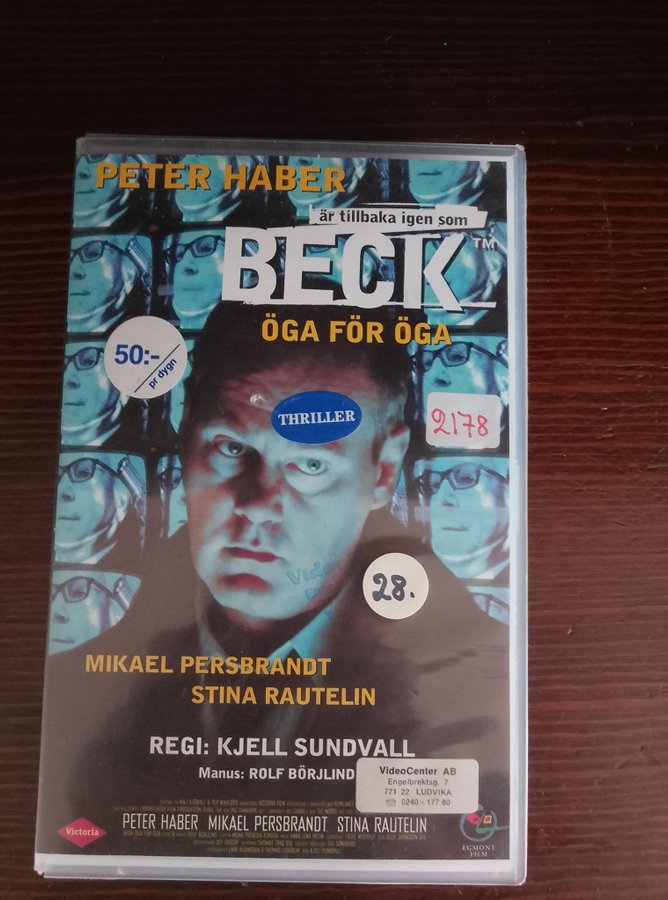 PETER HABER
är tillbaka igen som
BECK™
ÖGA FÖR ÖGA
50:-
pr dygn
THRILLER
2178
28.
MIKAEL PERSBRANDT
STINA RAUTELIN
REGI: KJELL SUNDVALL
Manus: ROLF BÖRJLIND
VideoCenter AB
Engelbrektsg. 7
771 22 LUDVIKA
0240 - 177 80
PETER HABER MIKAEL PERSBRANDT STINA RAUTELIN
Victoria
EGMONT
FILM